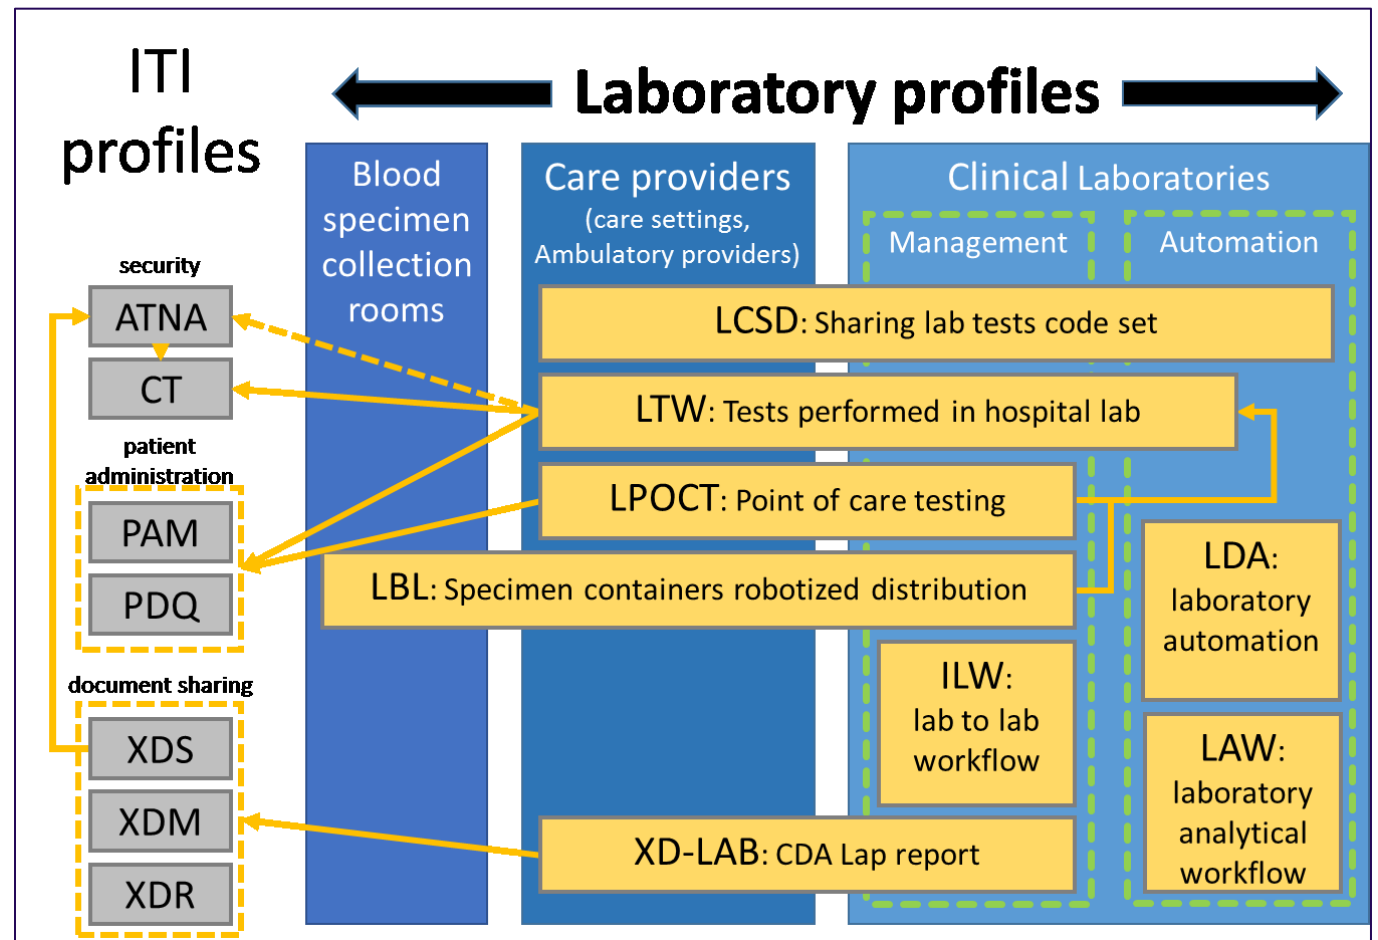 ITI
profiles
Laboratory profiles
Blood
specimen
collection
rooms
Care providers
(care settings,
Ambulatory providers)
Clinical Laboratories
Management
Automation
security
ATNA
CT
patient
administration
PAM
PDQ
document sharing
XDS
XDM
XDR
LCSD: Sharing lab tests code set
LTW: Tests performed in hospital lab
LPOCT: Point of care testing
LBL: Specimen containers robotized distribution
ILW:
lab to lab
workflow
XD-LAB: CDA Lap report
LDA:
laboratory
automation
LAW:
laboratory
analytical
workflow